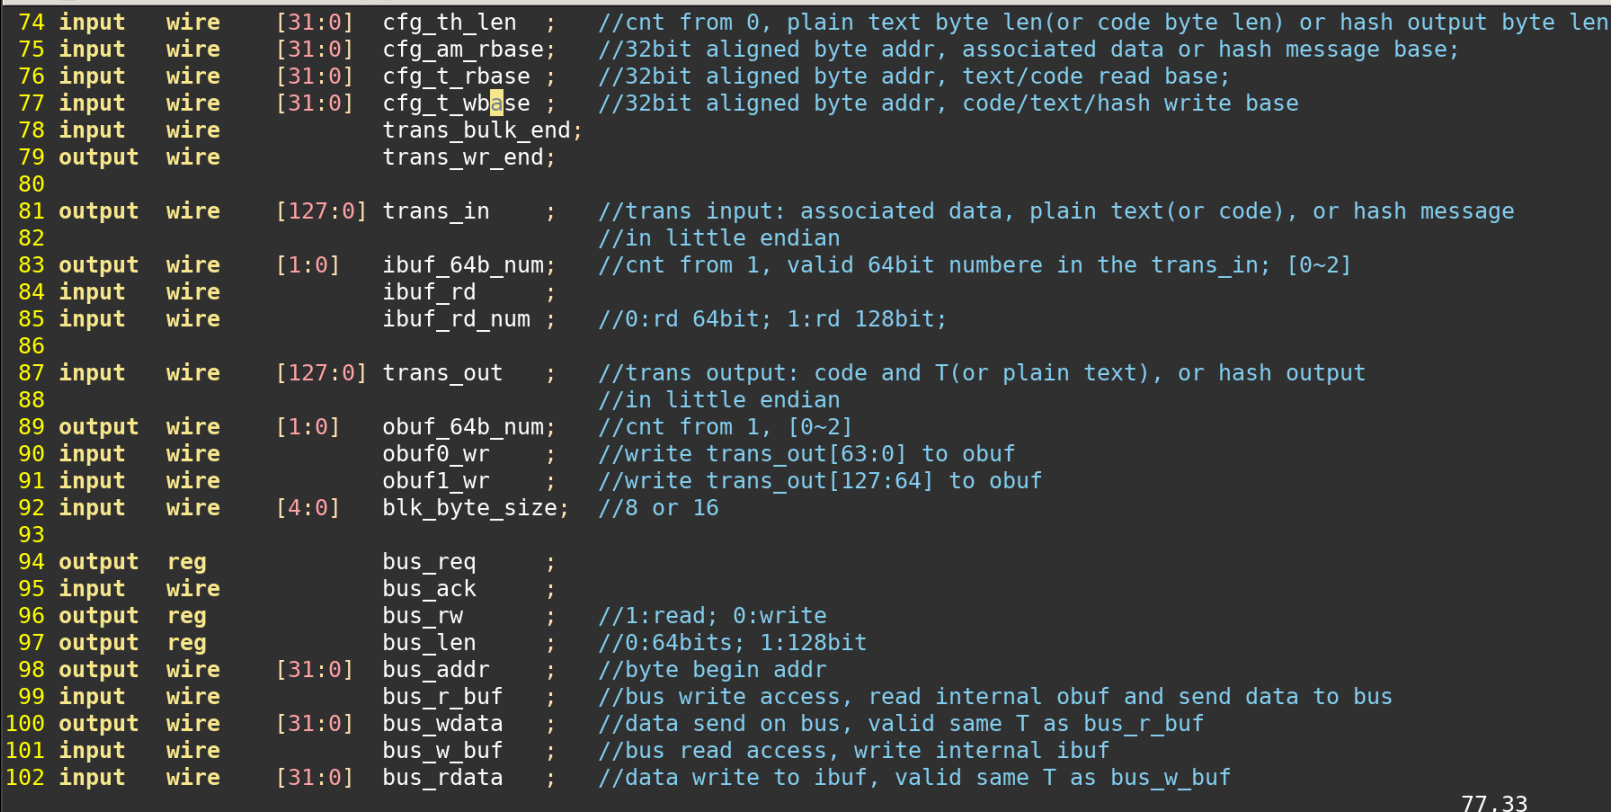 74 input   wire    [31:0]  cfg_th_len  ;   //cnt from 0, plain text byte len(or code byte len) or hash output byte len
75 input   wire    [31:0]  cfg_am_rbase;   //32bit aligned byte addr, associated data or hash message base;
76 input   wire    [31:0]  cfg_t_rbase ;   //32bit aligned byte addr, text/code read base;
77 input   wire    [31:0]  cfg_t_wbase ;   //32bit aligned byte addr, code/text/hash write base
78 input   wire            trans_bulk_end;
79 output  wire            trans_wr_end;
80
81 output  wire    [127:0] trans_in    ;   //trans input: associated data, plain text(or code), or hash message
82                                         //in little endian
83 output  wire    [1:0]   ibuf_64b_num;   //cnt from 1, valid 64bit numbere in the trans_in; [0~2]
84 input   wire            ibuf_rd     ;
85 input   wire            ibuf_rd_num ;   //0:rd 64bit; 1:rd 128bit;
86
87 input   wire    [127:0] trans_out   ;   //trans output: code and T(or plain text), or hash output
88                                         //in little endian
89 output  wire    [1:0]   obuf_64b_num;   //cnt from 1, [0~2]
90 input   wire            obuf0_wr    ;   //write trans_out[63:0] to obuf
91 input   wire            obuf1_wr    ;   //write trans_out[127:64] to obuf
92 input   wire    [4:0]   blk_byte_size;  //8 or 16
93
94 output  reg             bus_req     ;
95 input   wire            bus_ack     ;
96 output  reg             bus_rw      ;   //1:read; 0:write
97 output  reg             bus_len     ;   //0:64bits; 1:128bit
98 output  wire    [31:0]  bus_addr    ;   //byte begin addr
99 input   wire            bus_r_buf   ;   //bus write access, read internal obuf and send data to bus
100 output  wire    [31:0]  bus_wdata   ;   //data send on bus, valid same T as bus_r_buf
101 input   wire            bus_w_buf   ;   //bus read access, write internal ibuf
102 input   wire    [31:0]  bus_rdata   ;   //data write to ibuf, valid same T as bus_w_buf
77,33